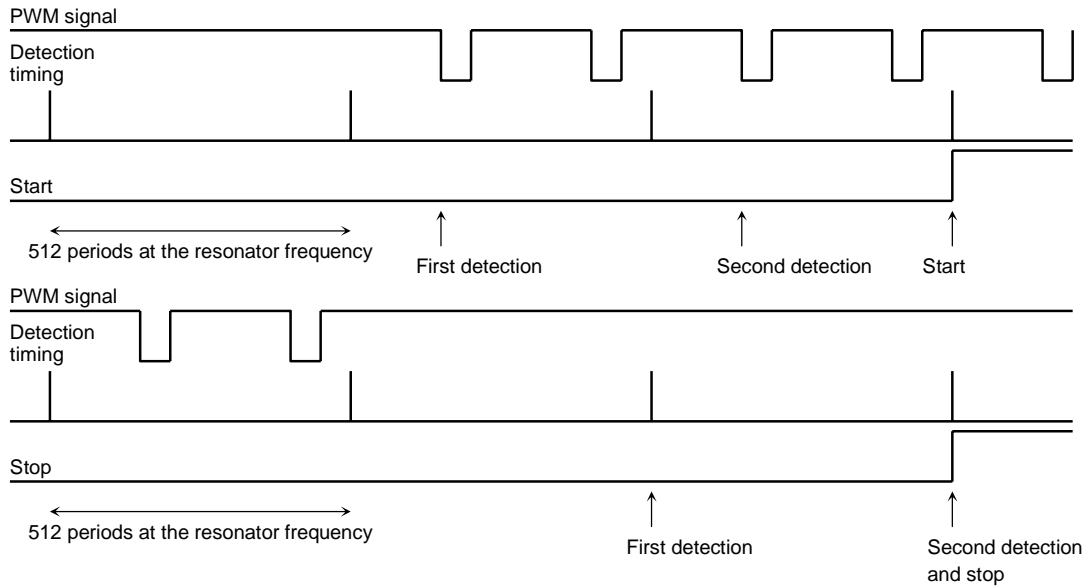 PWM signal
Detection
timing
Start
512 periods at the resonator frequency
First detection
Second detection
Start
PWM signal
Detection
timing
Stop
512 periods at the resonator frequency
First detection
Second detection
and stop